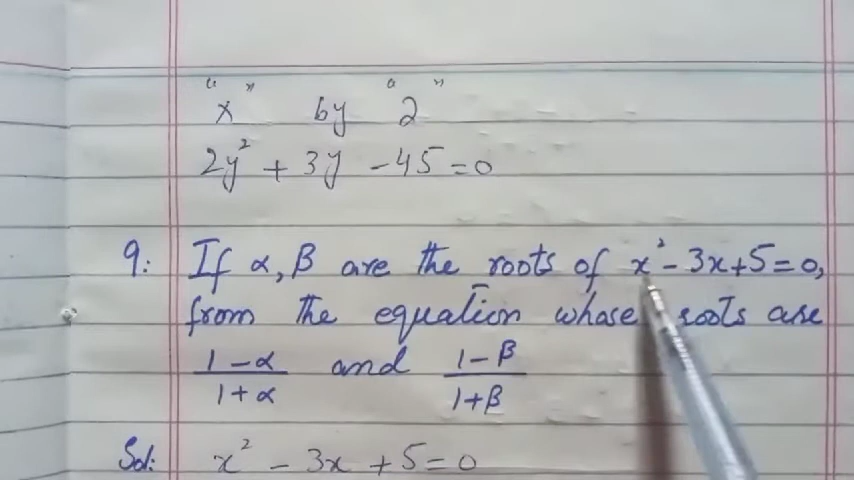 "x" by "2"
2y² + 3y - 45 = 0
9: If α, β are the roots of x² - 3x + 5 = 0,
from the equation whose roots are
1-α/1+α and 1-β/1+β
Sol: x² - 3x + 5 = 0